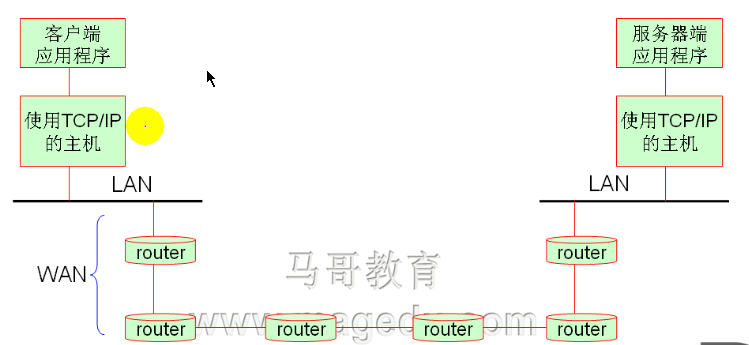 客户端
应用程序
服务器端
应用程序
使用TCP/IP
的主机
使用TCP/IP
的主机
LAN
LAN
router
router
WAN
马哥教育
www.magedu.com
router
router
router
router